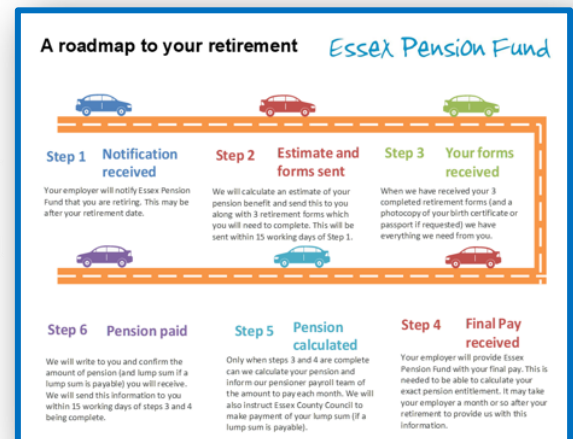 A roadmap to your retirement
Essex Pension Fund
Step 1 Notification
received
Your employer will notify Essex Pension
Fund that you are retiring. This may be
after your retirement date.
Step 2 Estimate and
forms sent
We will calculate an estimate of your
pension benefit and send this to you
along with 3 retirement forms which
you will need to complete. This will be
sent within 15 working days of Step 1.
Step 3 Your forms
received
When we have received your 3
completed retirement forms (and a
photocopy of your birth certificate or
passport if requested) we have
everything we need from you.
Step 4 Final Pay
received
Your employer will provide Essex
Pension Fund with your final pay. This is
needed to be able to calculate your
exact pension entitlement. It may take
your employer a month or so after your
retirement to provide us with this
information.
Step 5 Pension
calculated
Only when steps 3 and 4 are complete
can we calculate your pension and
inform our pensioner payroll team of
the amount to pay each month. We will
also instruct Essex County Council to
make payment of your lump sum (if a
lump sum is payable).
Step 6 Pension paid
We will write to you and confirm the
amount of pension (and lump sum if a
lump sum is payable) you will receive.
We will send this information to you
within 15 working days of steps 3 and 4
being complete.